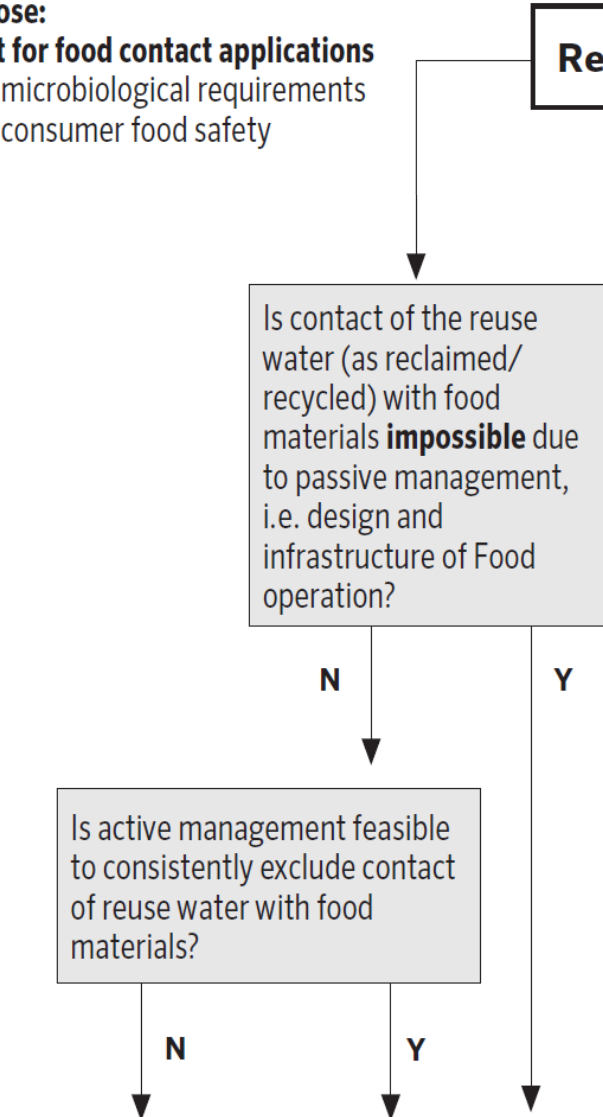 ose:
t for food contact applications
microbiological requirements
consumer food safety
Re
Is contact of the reuse
water (as reclaimed/
recycled) with food
materials impossible due
to passive management,
i.e. design and
infrastructure of Food
operation?
N
Y
Is active management feasible
to consistently exclude contact
of reuse water with food
materials?
N
Y